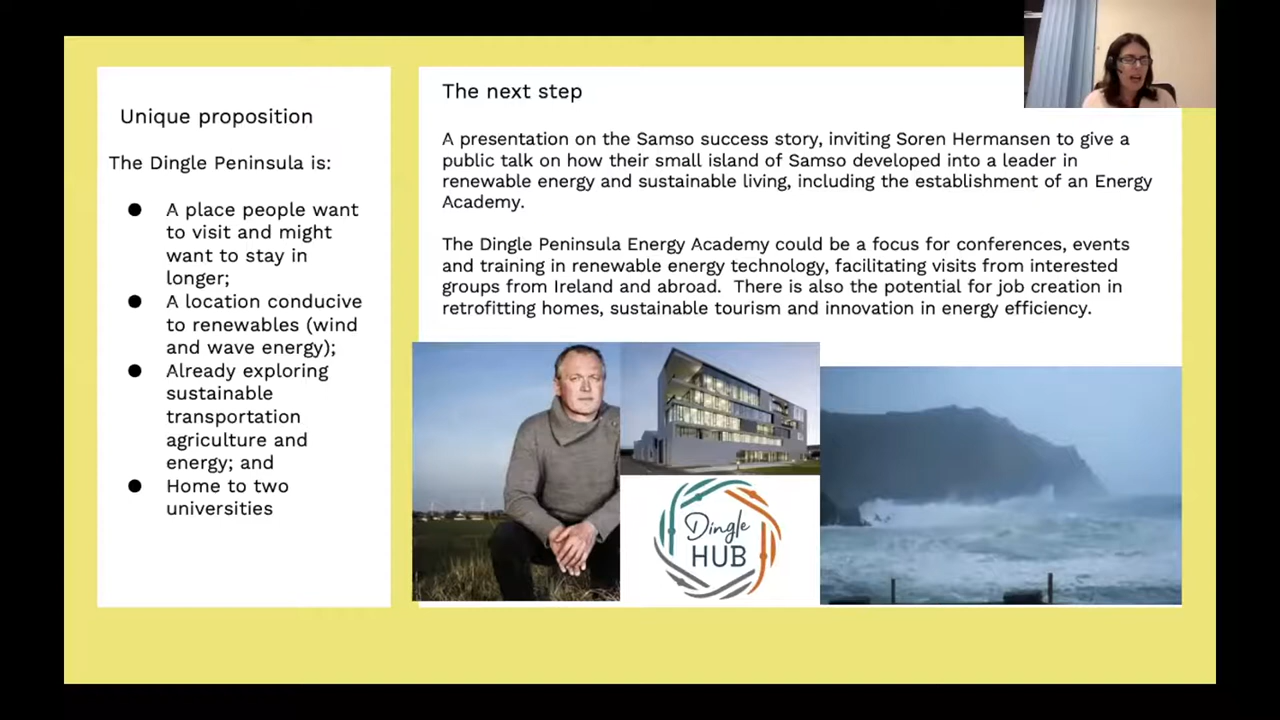 Unique proposition
The Dingle Peninsula is:
● A place people want
to visit and might
want to stay in
longer;
● A location conducive
to renewables (wind
and wave energy);
● Already exploring
sustainable
transportation
agriculture and
energy; and
● Home to two
universities
The next step
A presentation on the Samso success story, inviting Soren Hermansen to give a
public talk on how their small island of Samso developed into a leader in
renewable energy and sustainable living, including the establishment of an Energy
Academy.
The Dingle Peninsula Energy Academy could be a focus for conferences, events
and training in renewable energy technology, facilitating visits from interested
groups from Ireland and abroad.  There is also the potential for job creation in
retrofitting homes, sustainable tourism and innovation in energy efficiency.
Dingle
HUB